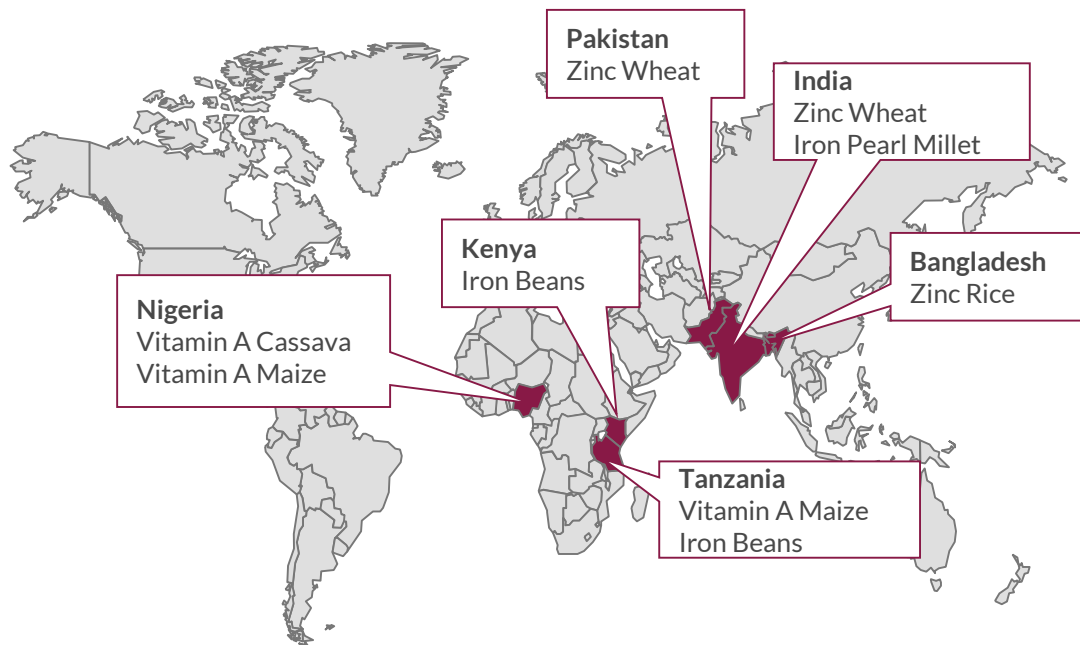 Pakistan
Zinc Wheat
India
Zinc Wheat
Iron Pearl Millet
Kenya
Iron Beans
Bangladesh
Zinc Rice
Nigeria
Vitamin A Cassava
Vitamin A Maize
Tanzania
Vitamin A Maize
Iron Beans